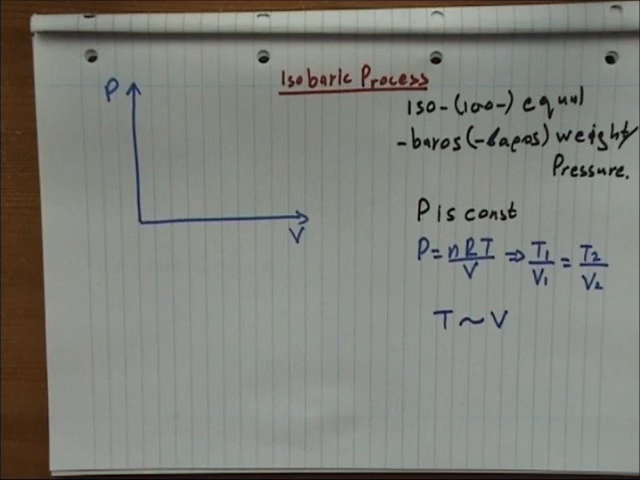 Isobaric Process
P
V
iso-(ισο-) equal
-baros(-βαρος) weight/
Pressure.
P is const
P = nRT/V ⇒ T₁/V₁ = T₂/V₂
T ~ V